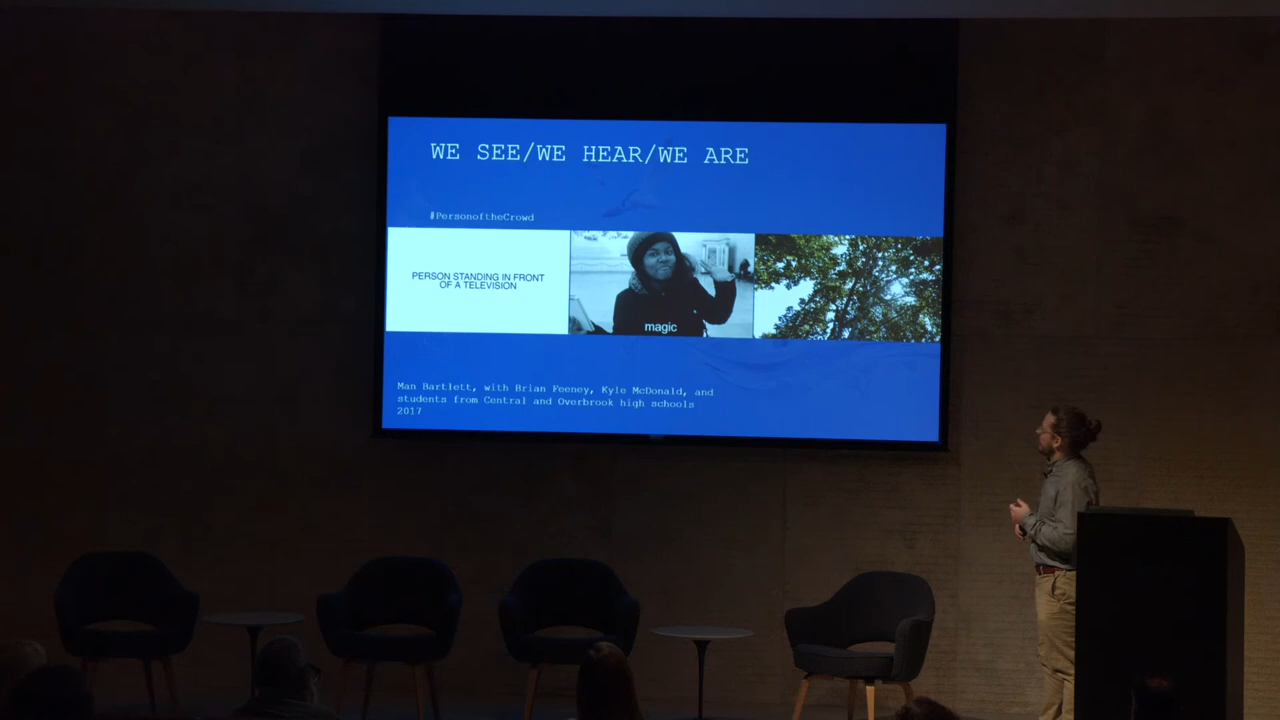 WE SEE/WE HEAR/WE ARE
#PersonoftheCrowd
PERSON STANDING IN FRONT
OF A TELEVISION
magic
Man Bartlett, with Brian Feeney, Kyle McDonald, and
students from Central and Overbrook high schools
2017